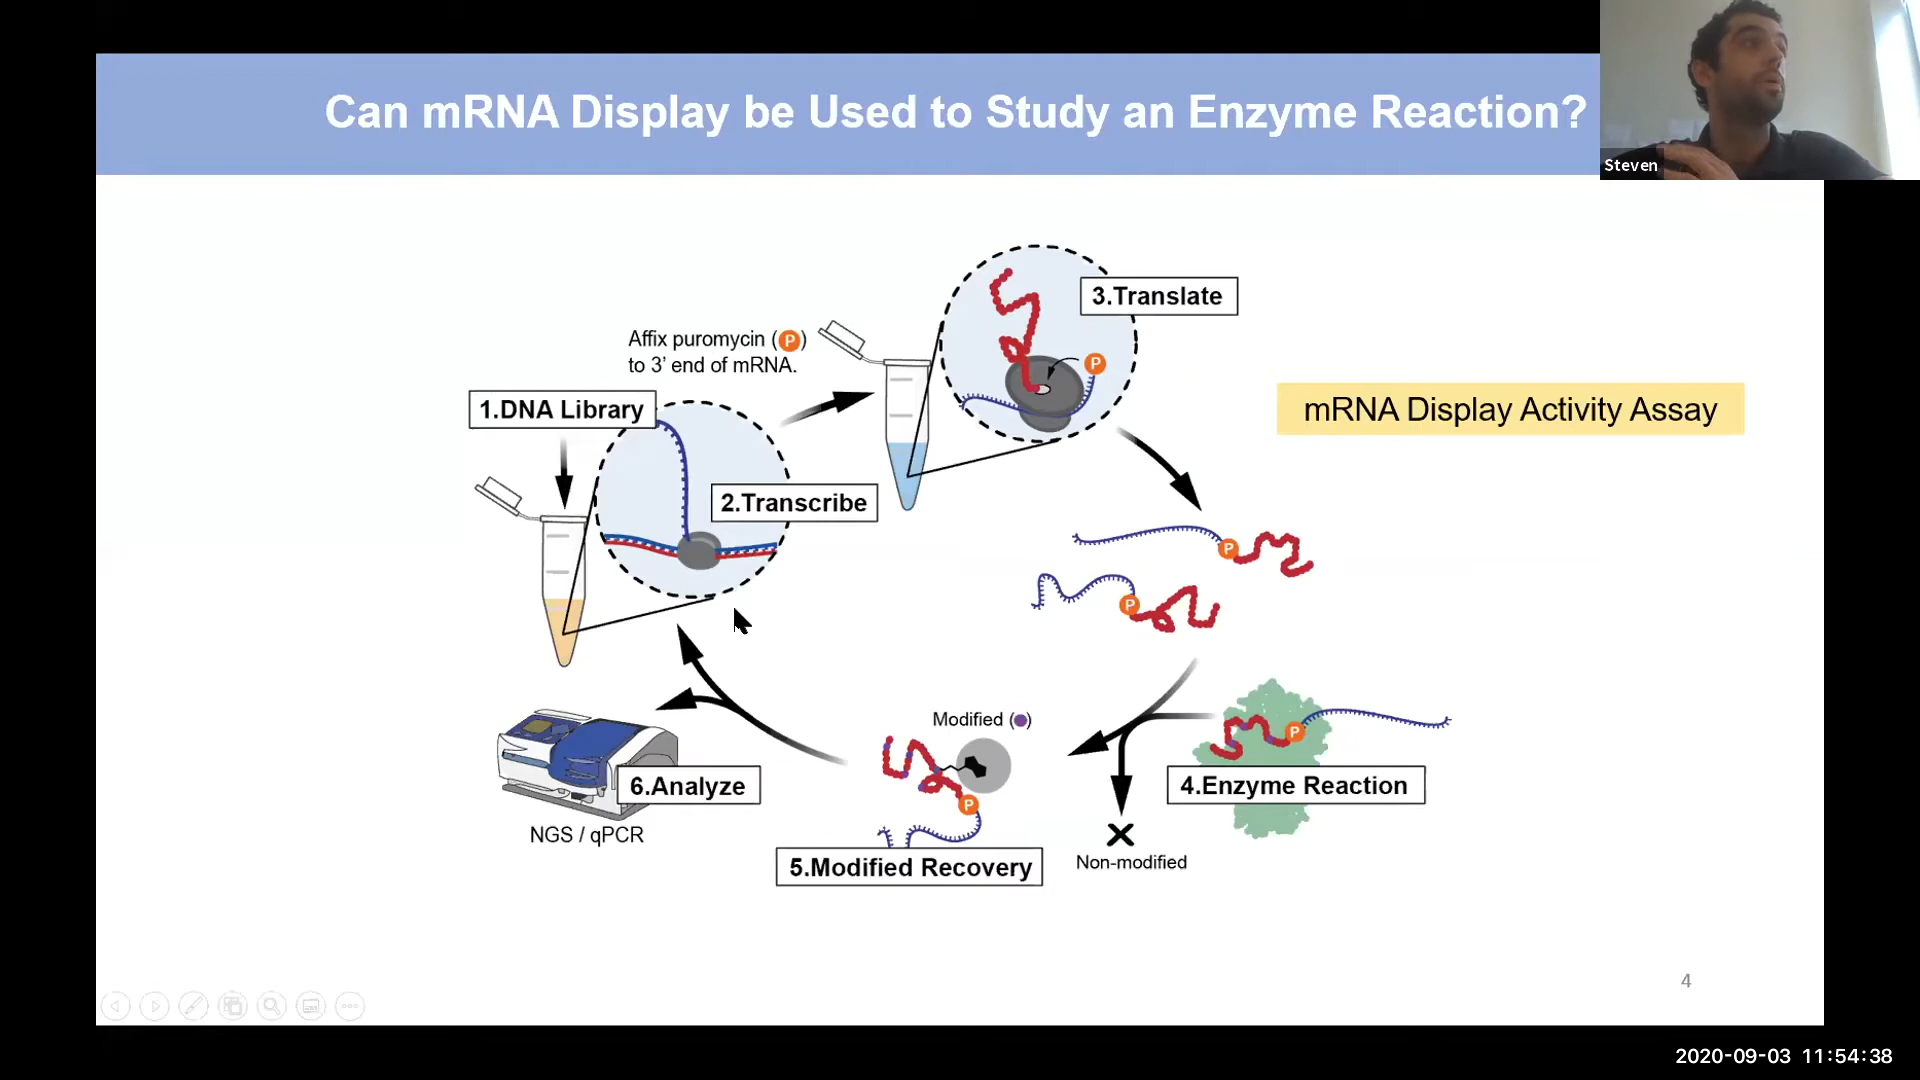 Can mRNA Display be Used to Study an Enzyme Reaction?
Steven
3.Translate
Affix puromycin (P)
to 3’ end of mRNA.
P
1.DNA Library
mRNA Display Activity Assay
2.Transcribe
P
P
Modified ( )
P
4.Enzyme Reaction
6.Analyze
P
NGS / qPCR
5.Modified Recovery
Non-modified
4
2020-09-03 11:54:38